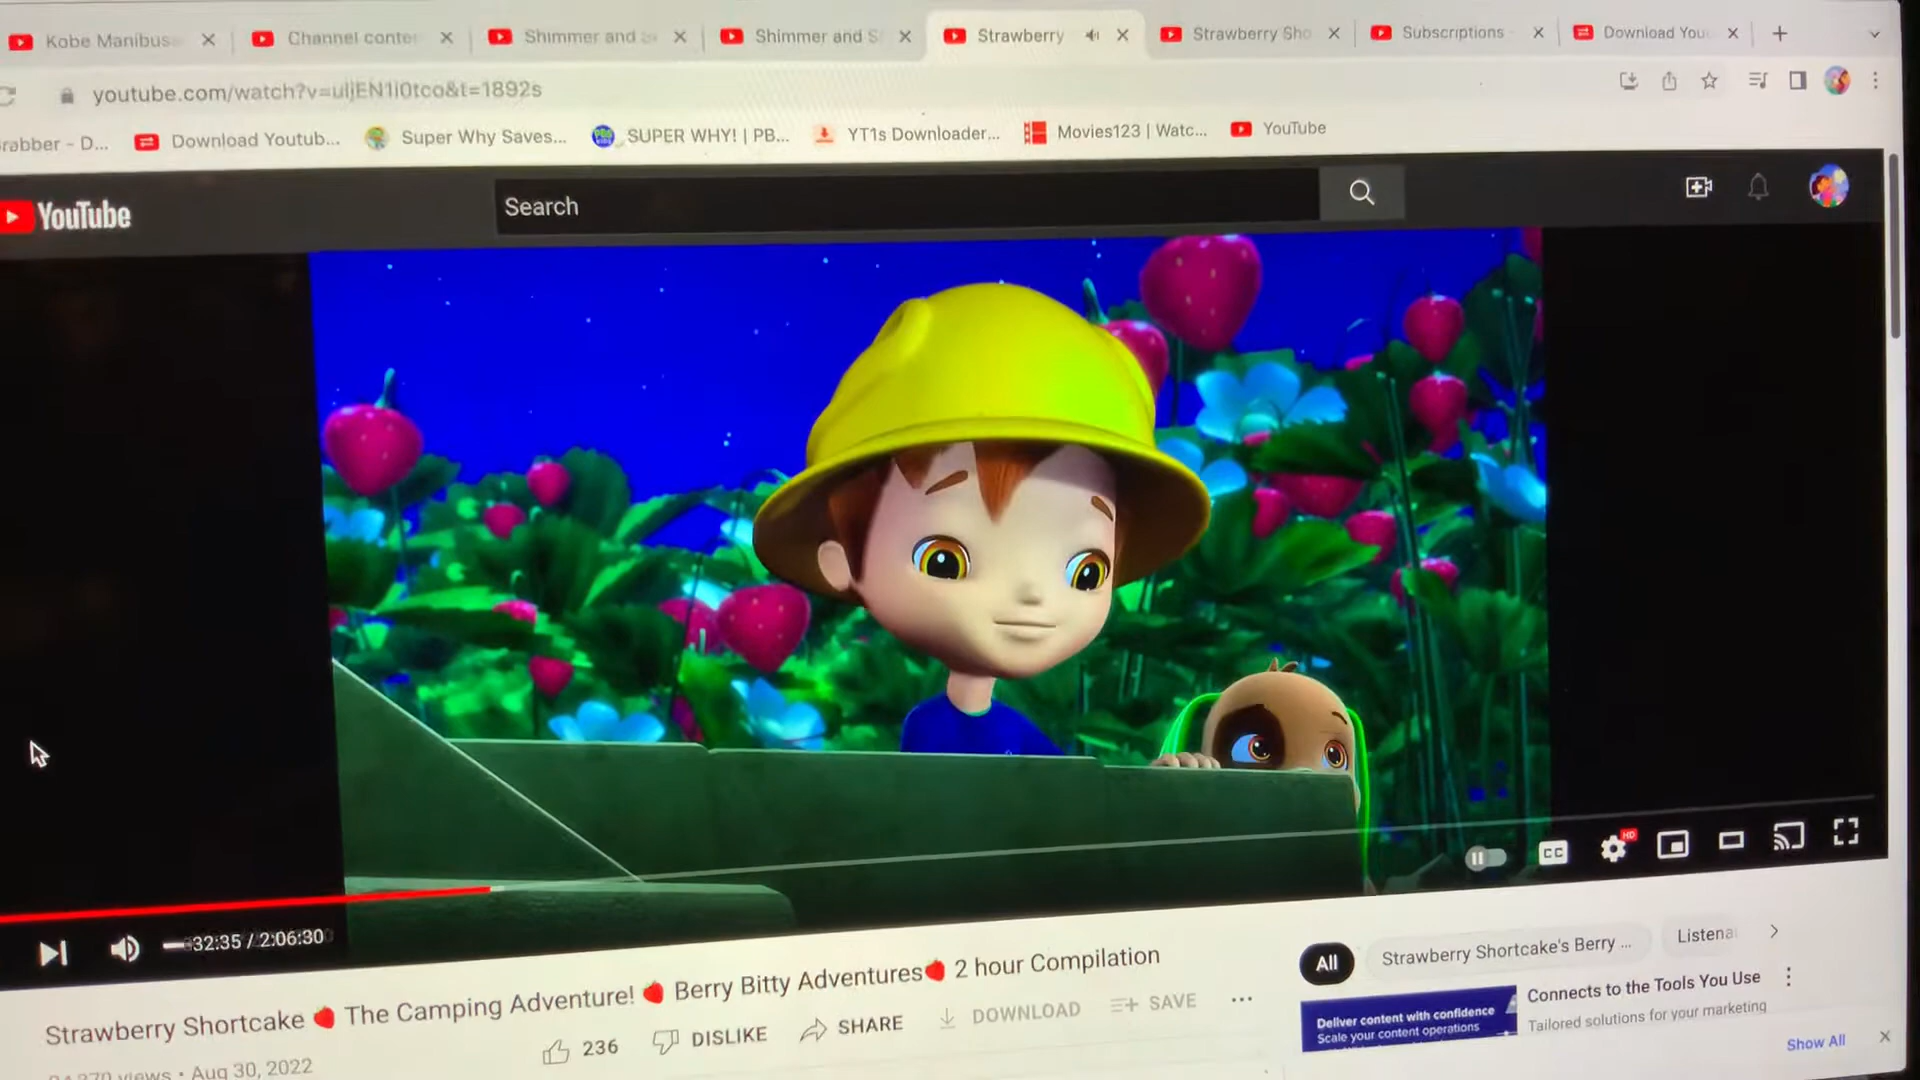 Kobe Manibus
Channel conte
Shimmer and
Shimmer and S
Strawberry
Strawberry Sho
Subscriptions
Download You
youtube.com/watch?v=uljEN1i0tco&t=1892s
rabber - D...
Download Youtub...
Super Why Saves...
SUPER WHY! | PB...
YT1s Downloader...
Movies123 | Watc...
YouTube
YouTube
Search
CC
HD
32:35 / 2:06:30
Strawberry Shortcake 🍓 The Camping Adventure! 🍓 Berry Bitty Adventures🍓 2 hour Compilation
views • Aug 30, 2022
236
DISLIKE
SHARE
DOWNLOAD
SAVE
All
Strawberry Shortcake's Berry ...
Listena
Deliver content with confidence
Scale your content operations
Connects to the Tools You Use
Tailored solutions for your marketing
Show All